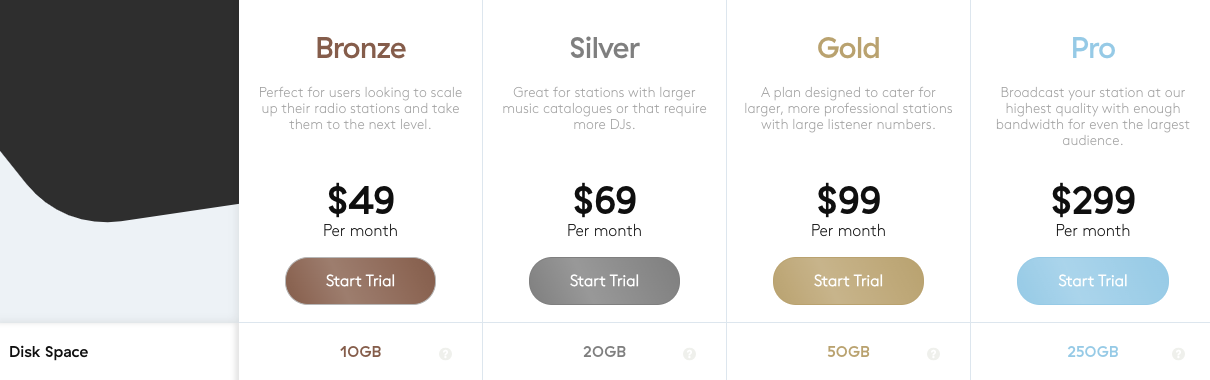 Bronze
Perfect for users looking to scale
up their radio stations and take
them to the next level.
$49
Per month
Start Trial
Silver
Great for stations with larger
music catalogues or that require
more DJs.
$69
Per month
Start Trial
Gold
A plan designed to cater for
larger, more professional stations
with large listener numbers.
$99
Per month
Start Trial
Pro
Broadcast your station at our
highest quality with enough
bandwidth for even the largest
audience.
$299
Per month
Start Trial
Disk Space
10GB ?
20GB ?
50GB ?
250GB ?